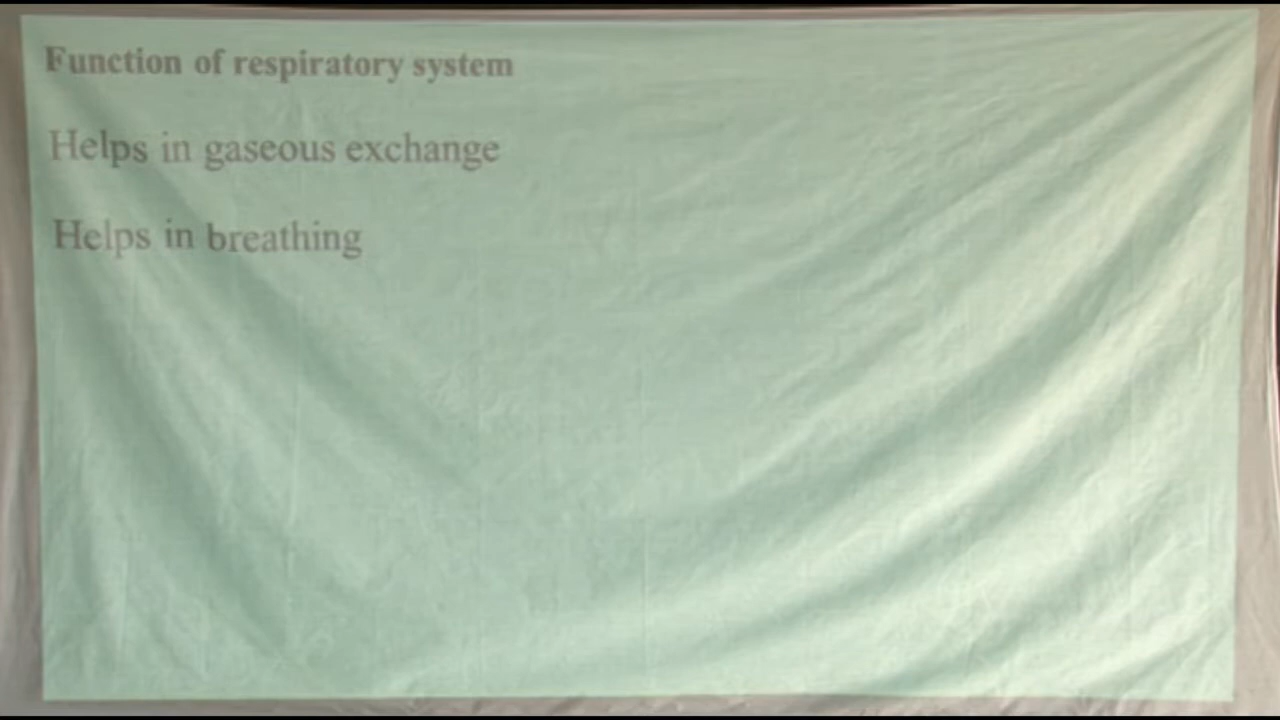 Function of respiratory system
Helps in gaseous exchange
Helps in breathing